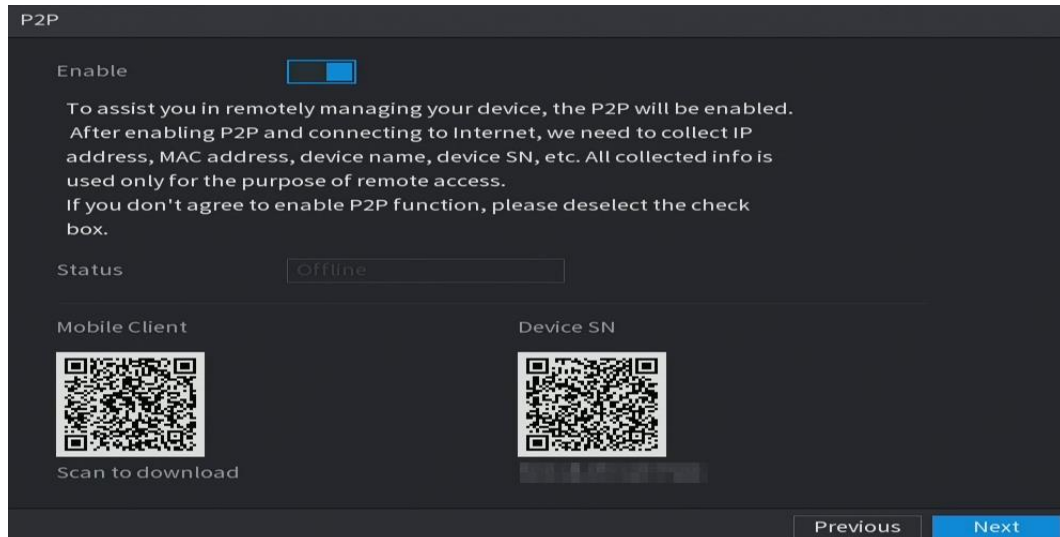 P2P
Enable
To assist you in remotely managing your device, the P2P will be enabled.
After enabling P2P and connecting to Internet, we need to collect IP
address, MAC address, device name, device SN, etc. All collected info is
used only for the purpose of remote access.
If you don't agree to enable P2P function, please deselect the check
box.
Status
Offline
Mobile Client
Device SN
Scan to download
Previous
Next